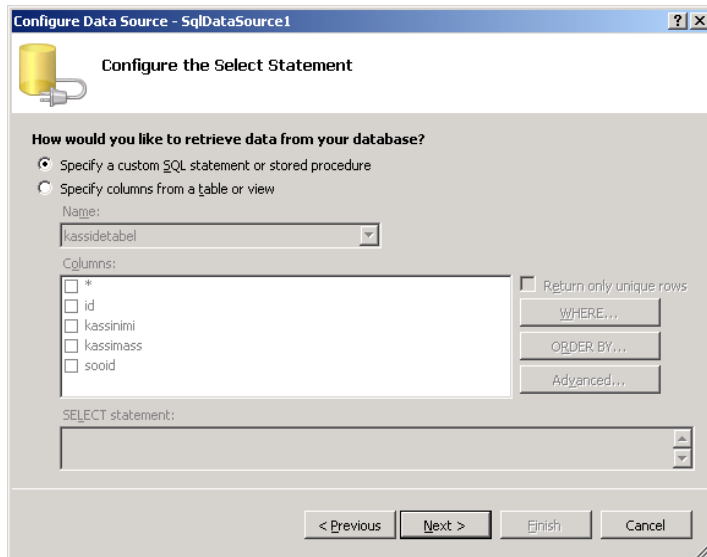 Configure Data Source - SqlDataSource1
Configure the Select Statement
How would you like to retrieve data from your database?
Specify a custom SQL statement or stored procedure
Specify columns from a table or view
Name:
kassidetabel
Columns:
*
Return only unique rows
id
WHERE...
kassinimi
kassimass
ORDER BY...
sooid
Advanced...
SELECT statement:
< Previous
Next >
Finish
Cancel